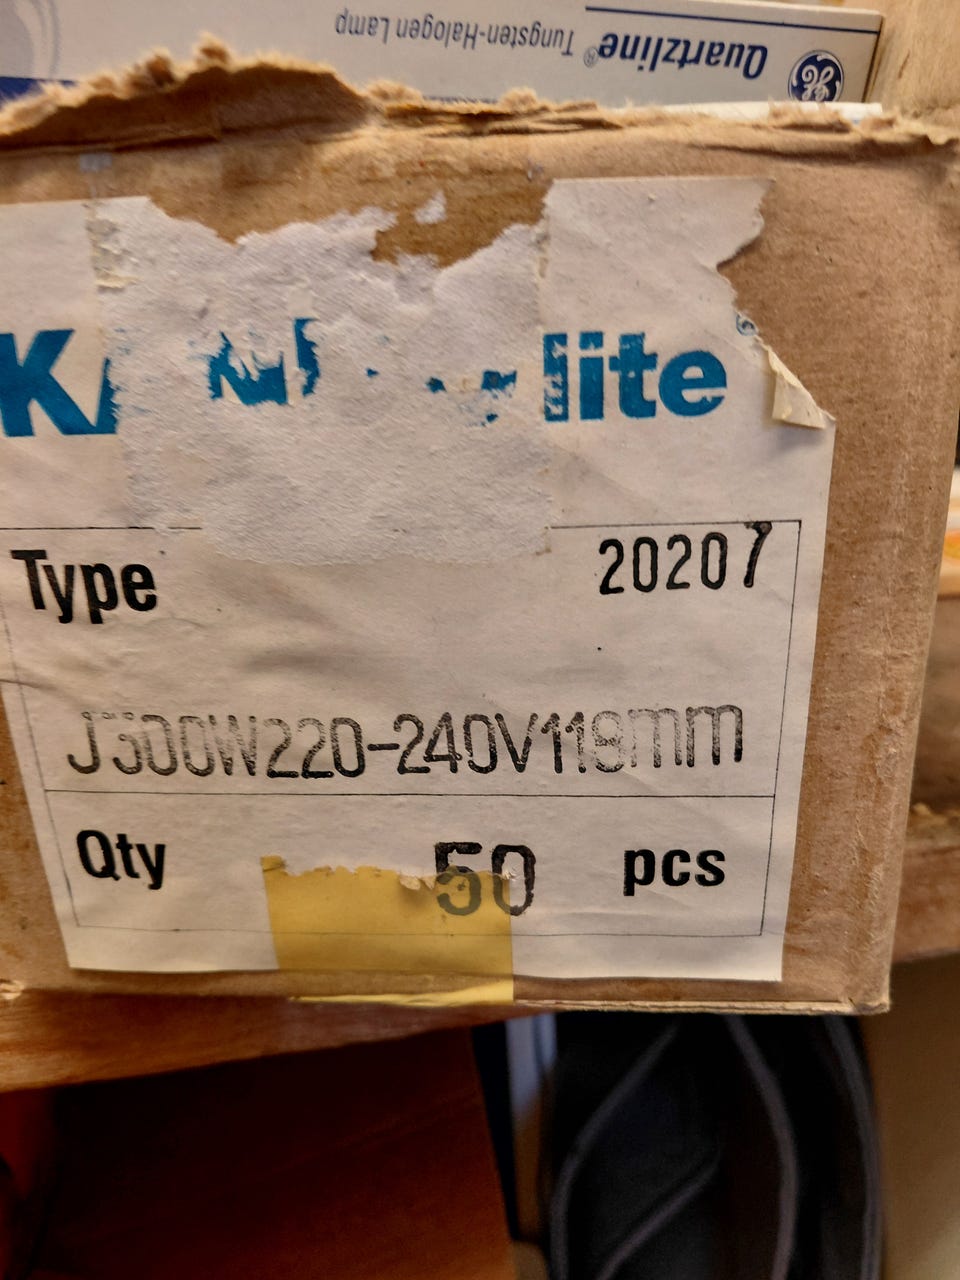 Quartzline® Tungsten-Halogen Lamp
lite
Type 20207
J300W220-240V118mm
Qty 50 pcs